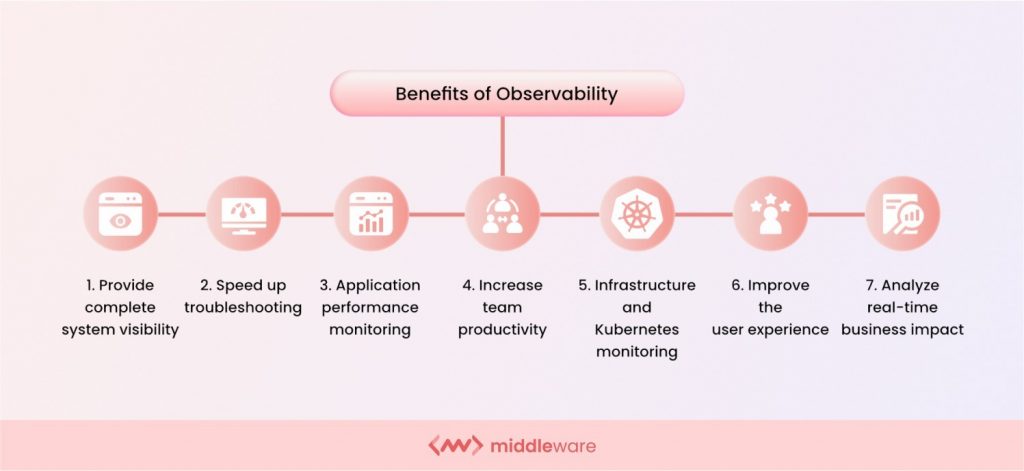 Benefits of Observability
1. Provide
complete
system visibility
2. Speed up
troubleshooting
3. Application
performance
monitoring
4. Increase
team
productivity
5. Infrastructure
and
Kubernetes
monitoring
6. Improve
the
user experience
7. Analyze
real-time
business impact
middleware